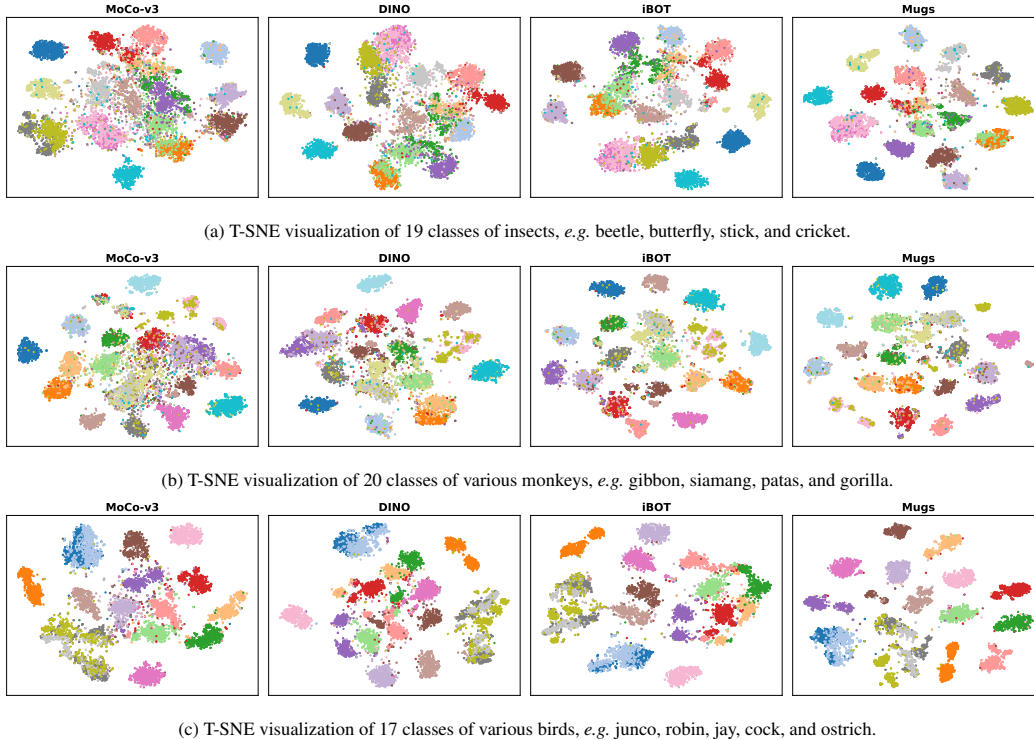 MoCo-v3 DINO iBOT Mugs
(a) T-SNE visualization of 19 classes of insects, e.g. beetle, butterfly, stick, and cricket.
MoCo-v3 DINO iBOT Mugs
(b) T-SNE visualization of 20 classes of various monkeys, e.g. gibbon, siamang, patas, and gorilla.
MoCo-v3 DINO iBOT Mugs
(c) T-SNE visualization of 17 classes of various birds, e.g. junco, robin, jay, cock, and ostrich.